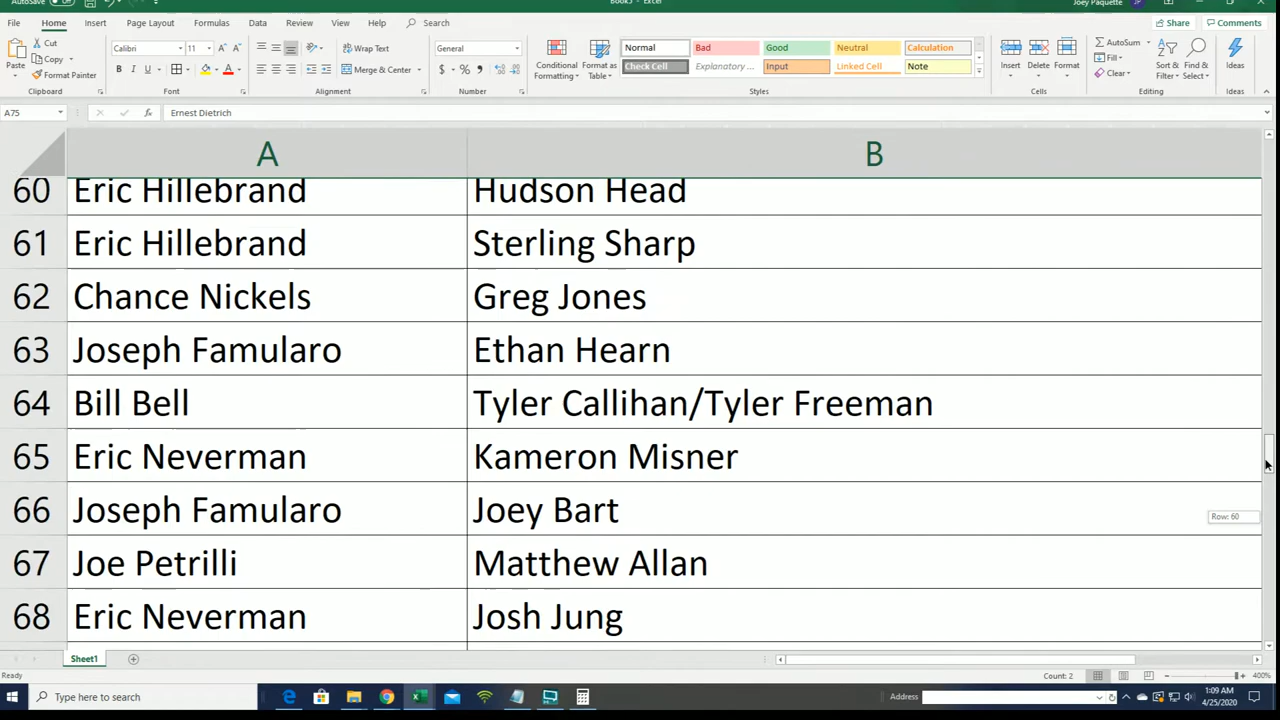 AutoSave Off
Book5 - Excel
Joey Paquette JP
File Home Insert Page Layout Formulas Data Review View Help Search Share Comments
Paste Cut Copy Format Painter
Calibri 11 A A
B I U A
Wrap Text
Merge & Center
General
$ % ,
Conditional Formatting
Format as Table
Normal Bad Good Neutral Calculation
Check Cell Explanatory ... Input Linked Cell Note
Insert Delete Format
AutoSum
Fill
Clear
Sort & Filter
Find & Select
Ideas
Clipboard Font Alignment Number Styles Cells Editing Ideas
A75 fx Ernest Dietrich
A B
60 Eric Hillebrand Hudson Head
61 Eric Hillebrand Sterling Sharp
62 Chance Nickels Greg Jones
63 Joseph Famularo Ethan Hearn
64 Bill Bell Tyler Callihan/Tyler Freeman
65 Eric Neverman Kameron Misner
66 Joseph Famularo Joey Bart
Row: 60
67 Joe Petrilli Matthew Allan
68 Eric Neverman Josh Jung
Sheet1
Ready Count: 2 400%
Type here to search Address 1:09 AM
4/25/2020